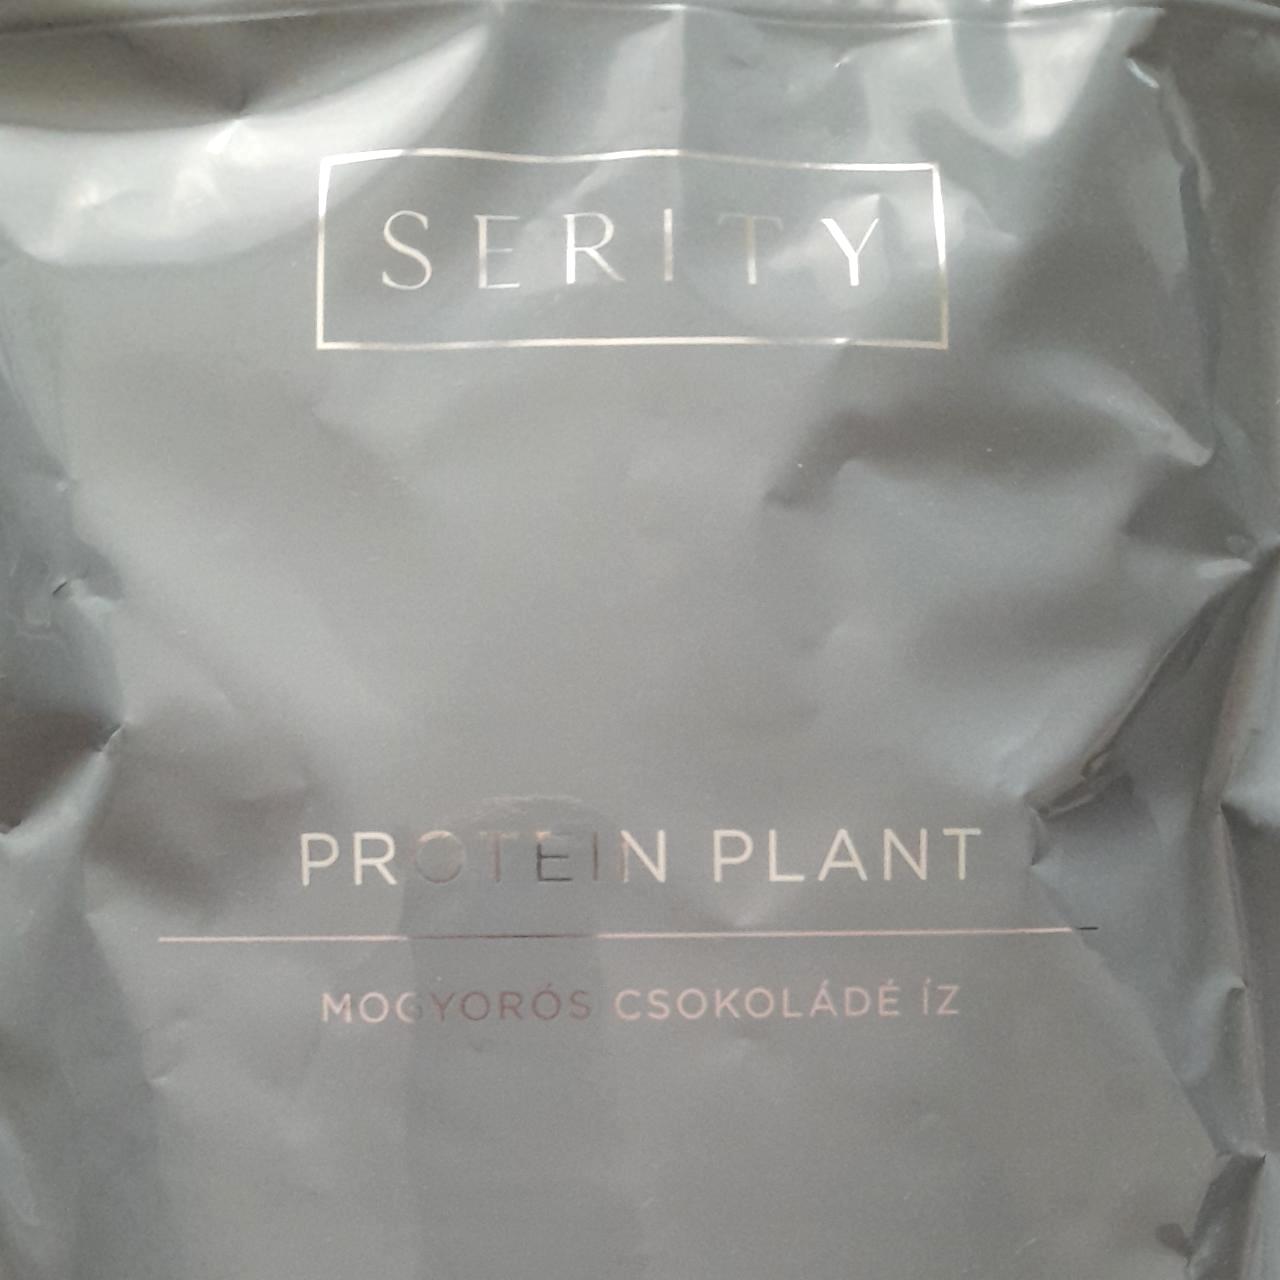 SERITY
PROTEIN PLANT
MOGYORÓS CSOKOLÁDÉ ÍZ